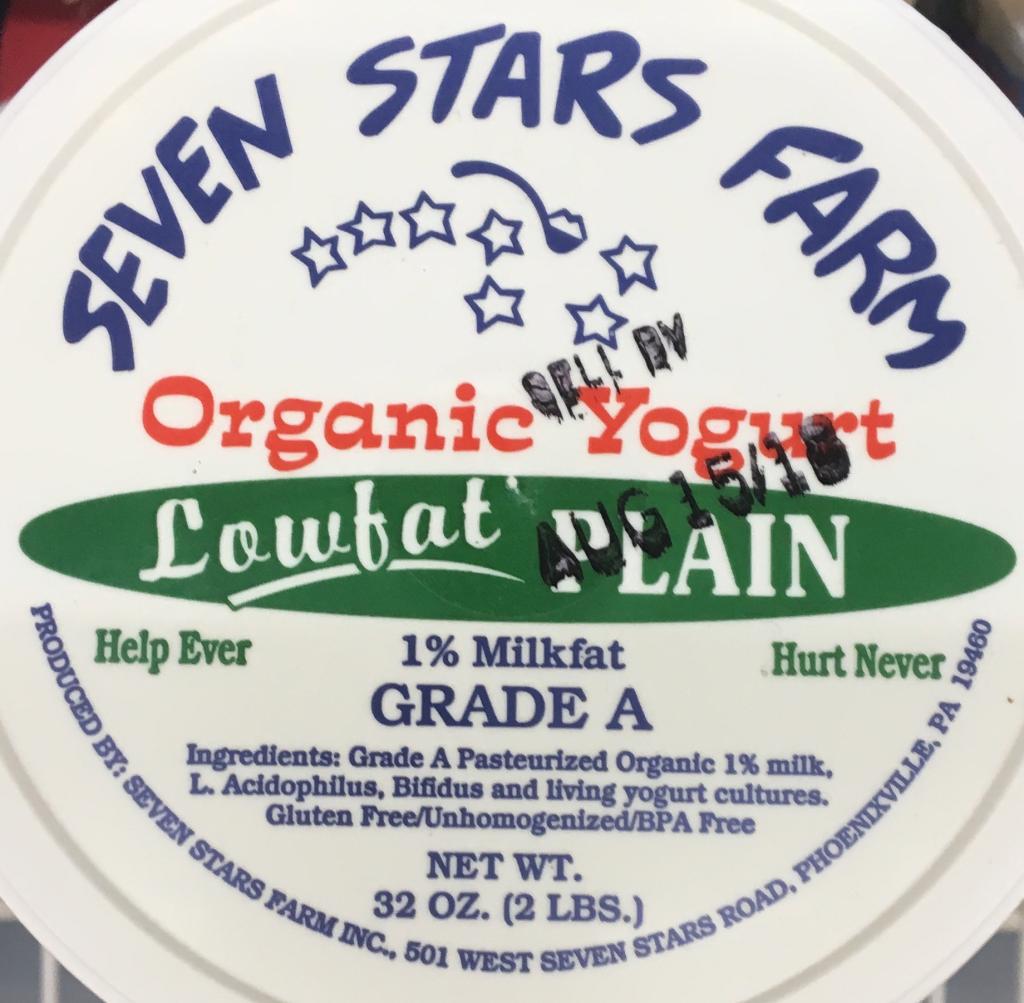 SEVEN STARS FARM
SELL BY
Organic Yogurt
AUG 15/18
Lowfat PLAIN
Help Ever
1% Milkfat
Hurt Never
GRADE A
Ingredients: Grade A Pasteurized Organic 1% milk,
L. Acidophilus, Bifidus and living yogurt cultures.
Gluten Free/Unhomogenized/BPA Free
NET WT.
32 OZ. (2 LBS.)
PRODUCED BY: SEVEN STARS FARM INC., 501 WEST SEVEN STARS ROAD, PHOENIXVILLE, PA 19460